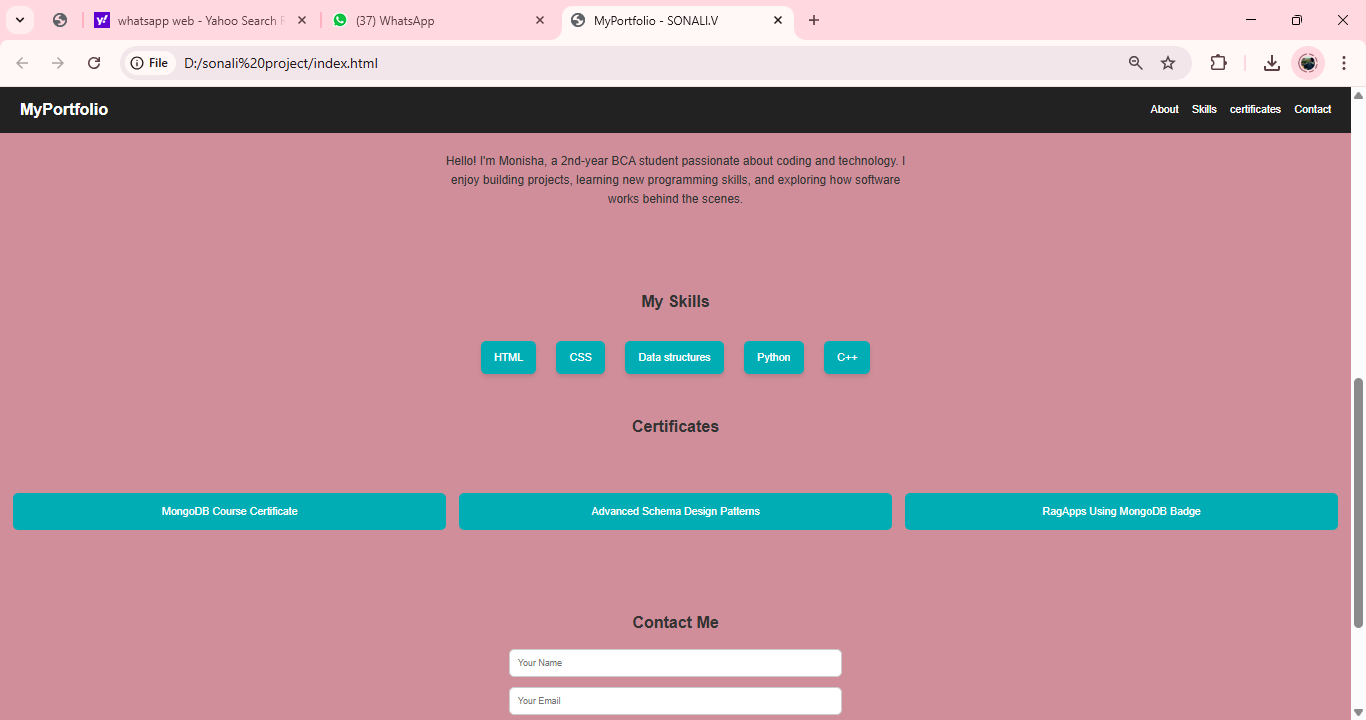 whatsapp web - Yahoo Search
(37) WhatsApp
MyPortfolio - SONALI.V
File
D:/sonali%20project/index.html
MyPortfolio
About
Skills
certificates
Contact
Hello! I'm Monisha, a 2nd-year BCA student passionate about coding and technology. I
enjoy building projects, learning new programming skills, and exploring how software
works behind the scenes.
My Skills
HTML
CSS
Data structures
Python
C++
Certificates
MongoDB Course Certificate
Advanced Schema Design Patterns
RagApps Using MongoDB Badge
Contact Me
Your Name
Your Email